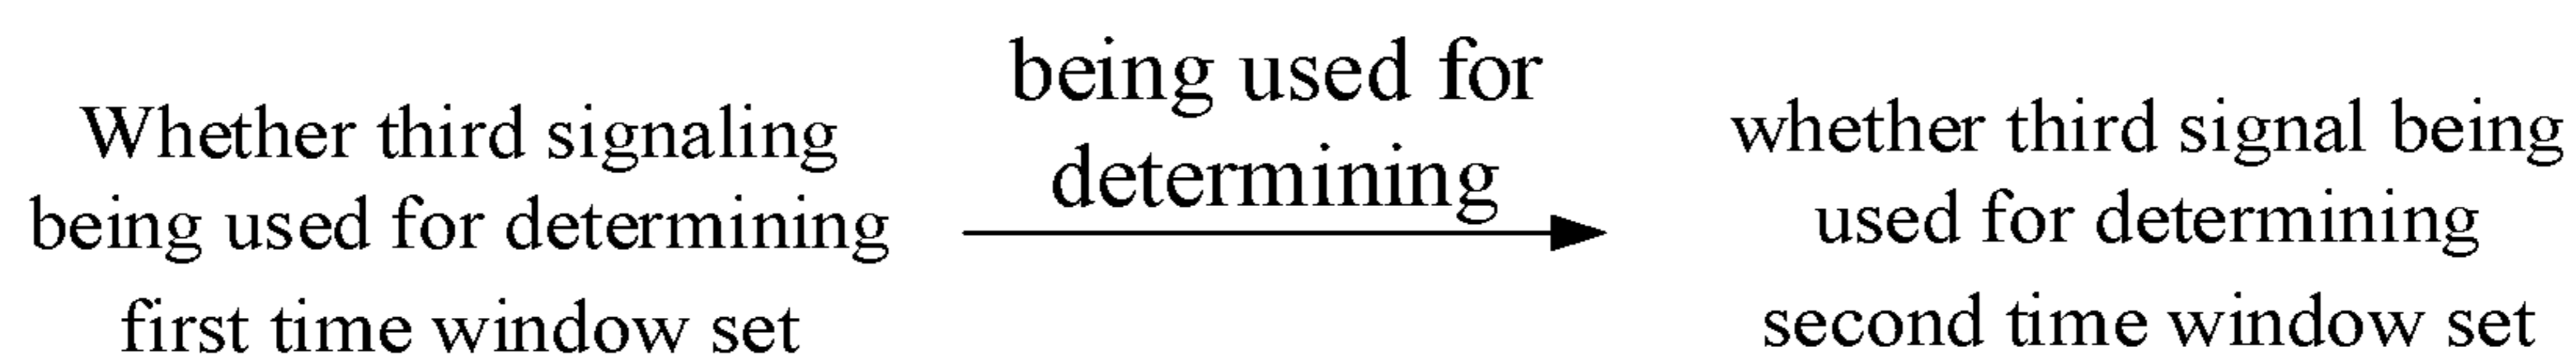 Whether third signaling
being used for determining
first time window set
being used for
determining
whether third signal being
used for determining
second time window set